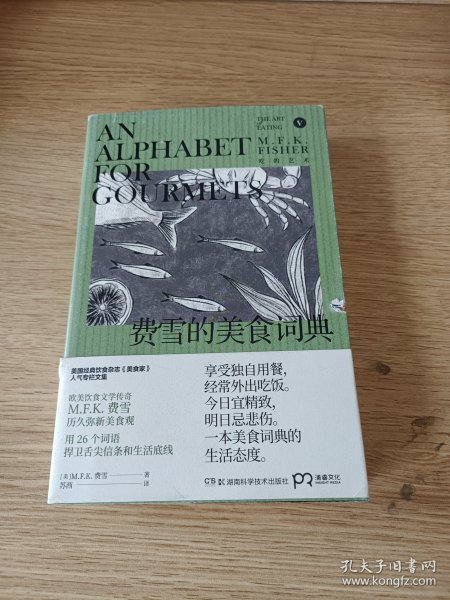 AN
ALPHABET
FOR
GOURMETS
THE ART
OF
EATING
V
M.F.K.
FISHER
吃的艺术
费雪的美食词典
美国经典饮食杂志《美食家》
人气专栏文集
欧美饮食文学传奇
M.F.K. 费雪
历久弥新美食观
用 26 个词语
捍卫舌尖信条和生活底线
享受独自用餐，
经常外出吃饭。
今日宜精致，
明日忌悲伤。
一本美食词典的
生活态度。
[美]M.F.K. 费雪 著
苏西 译
湖南科学技术出版社
浦睿文化
INSIGHT MEDIA
孔夫子旧书网
www.kongfz.com